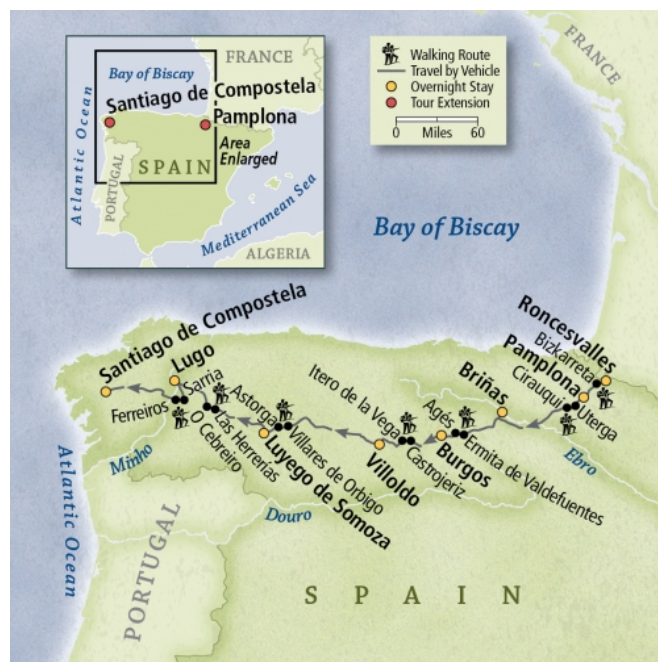 FRANCE
Bay of Biscay
Santiago de Compostela
Pamplona
Area
Enlarged
SPAIN
PORTUGAL
Atlantic Ocean
Mediterranean Sea
ALGERIA
Walking Route
Travel by Vehicle
Overnight Stay
Tour Extension
0 Miles 60
FRANCE
Bay of Biscay
Santiago de Compostela
Lugo
Sarria
Ferreiros
O Cebreiro
Las Herrerias
Astorga
Villares de Orbigo
Luyego de Somoza
Itero de la Vega
Villoldo
Castrojeriz
Burgos
Agés
Ermita de Valdefuentes
Briñas
Roncesvalles
Bizkarreta
Pamplona
Cirauqui
Uterga
Ebro
Minho
Douro
Atlantic Ocean
PORTUGAL
SPAIN